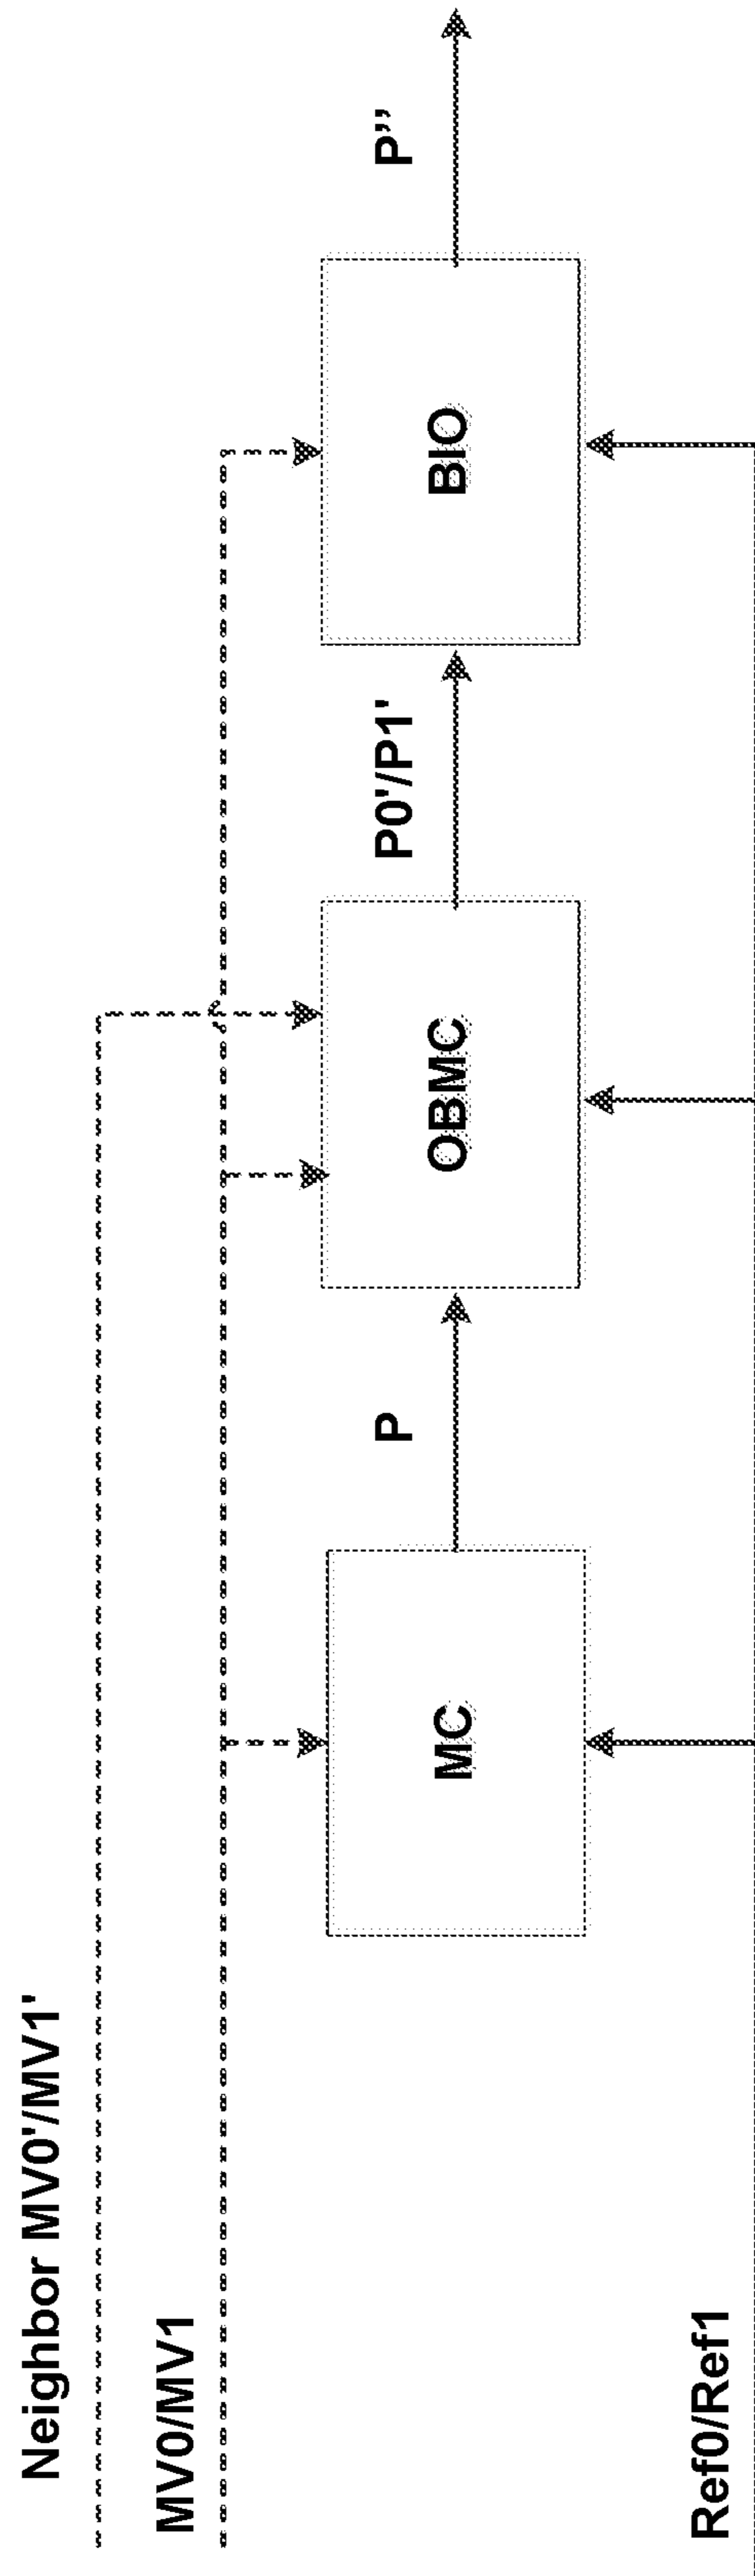 Neighbor MV0'/MV1'
MV0/MV1
MC
P
OBMC
P0'/P1'
BIO
P”
Ref0/Ref1